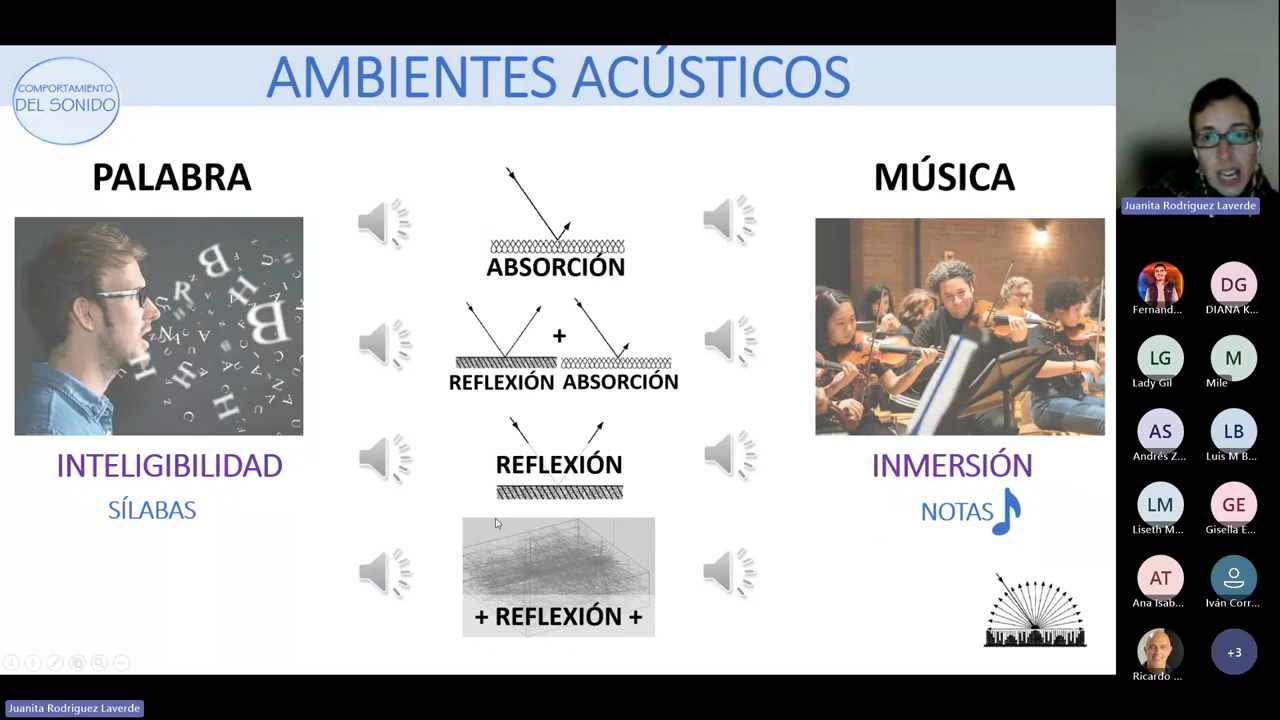 AMBIENTES ACÚSTICOS
COMPORTAMIENTO
DEL SONIDO
PALABRA
INTELIGIBILIDAD
SÍLABAS
ABSORCIÓN
+
REFLEXIÓN ABSORCIÓN
REFLEXIÓN
+ REFLEXIÓN +
MÚSICA
INMERSIÓN
NOTAS
Juanita Rodriguez Laverde
Fernand...
DG
DIANA K...
LG
Lady Gil
M
Mile
AS
Andrés Z...
LB
Luis M B...
LM
Liseth M...
GE
Gisella E...
AT
Ana Isab...
Iván Corr...
Ricardo ...
+3
Juanita Rodriguez Laverde